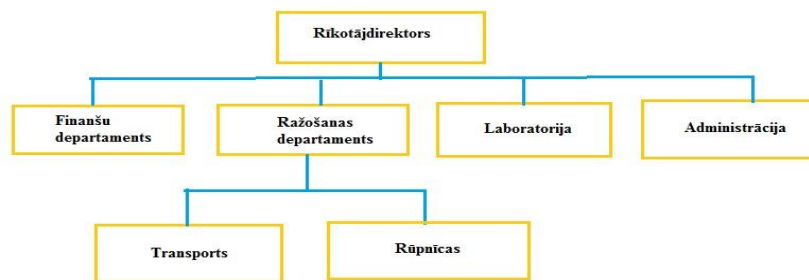 Rīkotājdirektors
Finanšu
departaments
Ražošanas
departaments
Laboratorija
Administrācija
Transports
Rūpnīcas